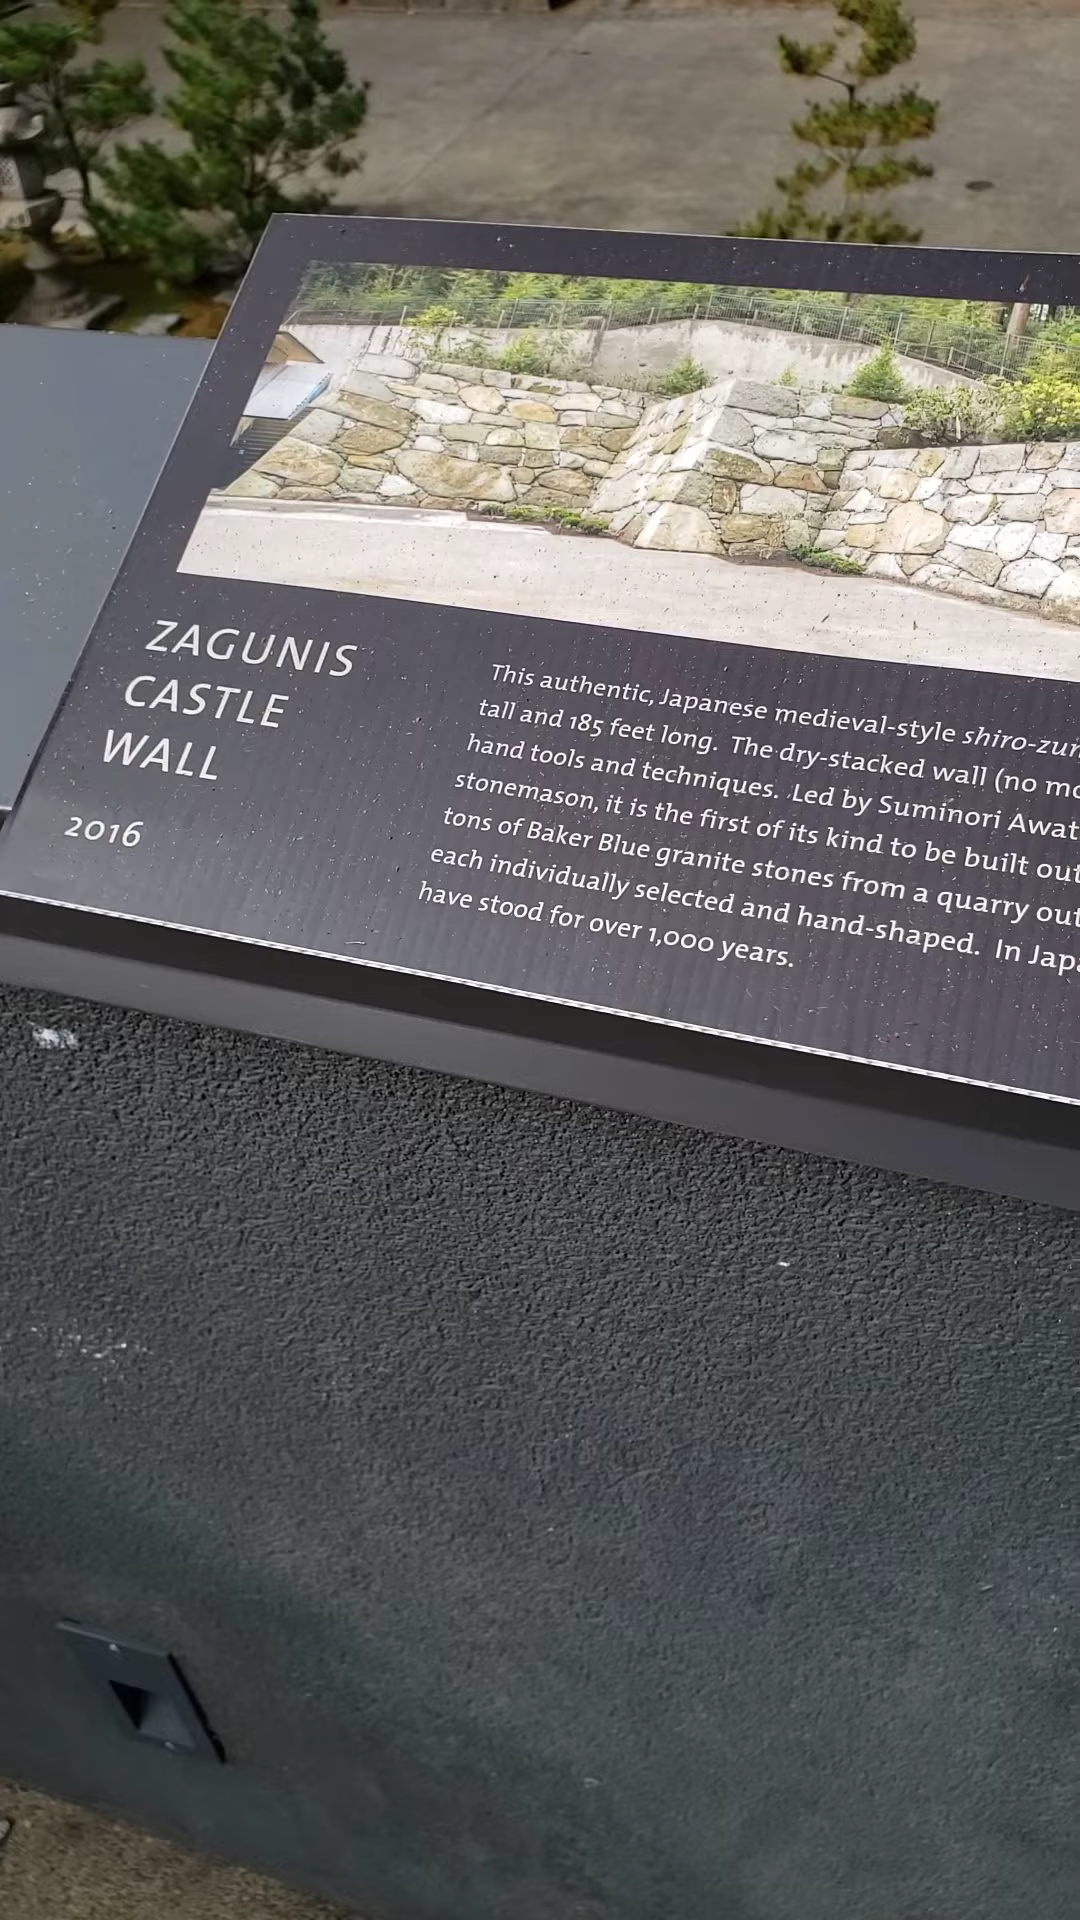 ZAGUNIS
CASTLE
WALL
2016
This authentic, Japanese medieval-style
tall and 185 feet long. The dry-stacked wall (no
hand tools and techniques. Led by Suminori
stonemason, it is the first of its kind to be built
tons of Baker Blue granite stones from a quarry
each individually selected and hand-shaped. In
have stood for over 1,000 years.